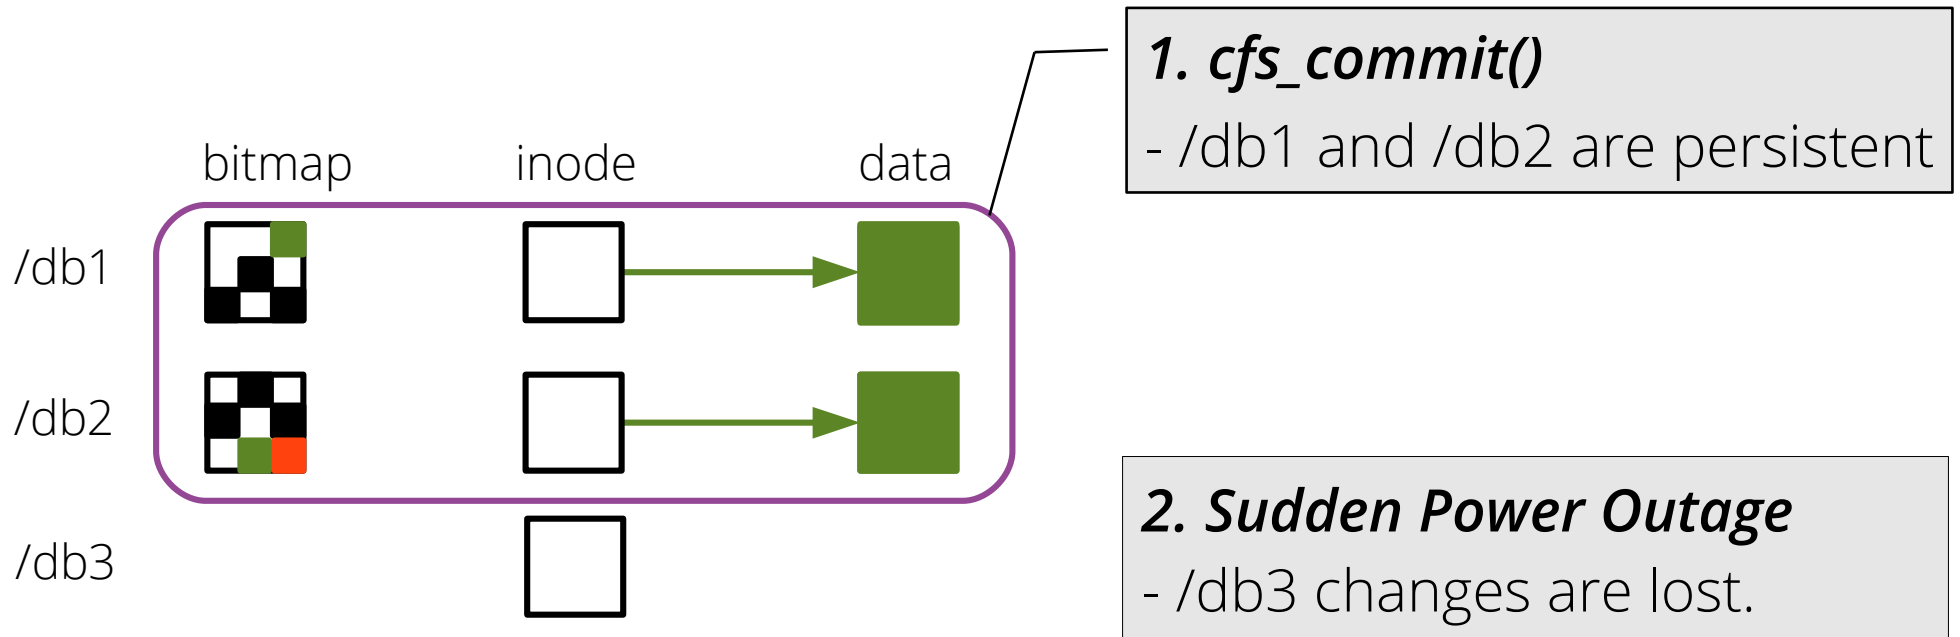 1. cfs_commit()
- /db1 and /db2 are persistent
bitmap inode data
/db1
/db2
/db3
2. Sudden Power Outage
- /db3 changes are lost.